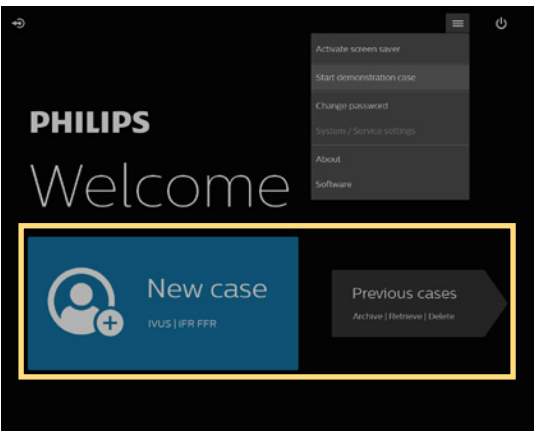 Activate screen saver
Start demonstration case
Change password
System / Service settings
About
Software
PHILIPS
Welcome
New case
IVUS | IFR FFR
Previous cases
Archive | Retrieve | Delete